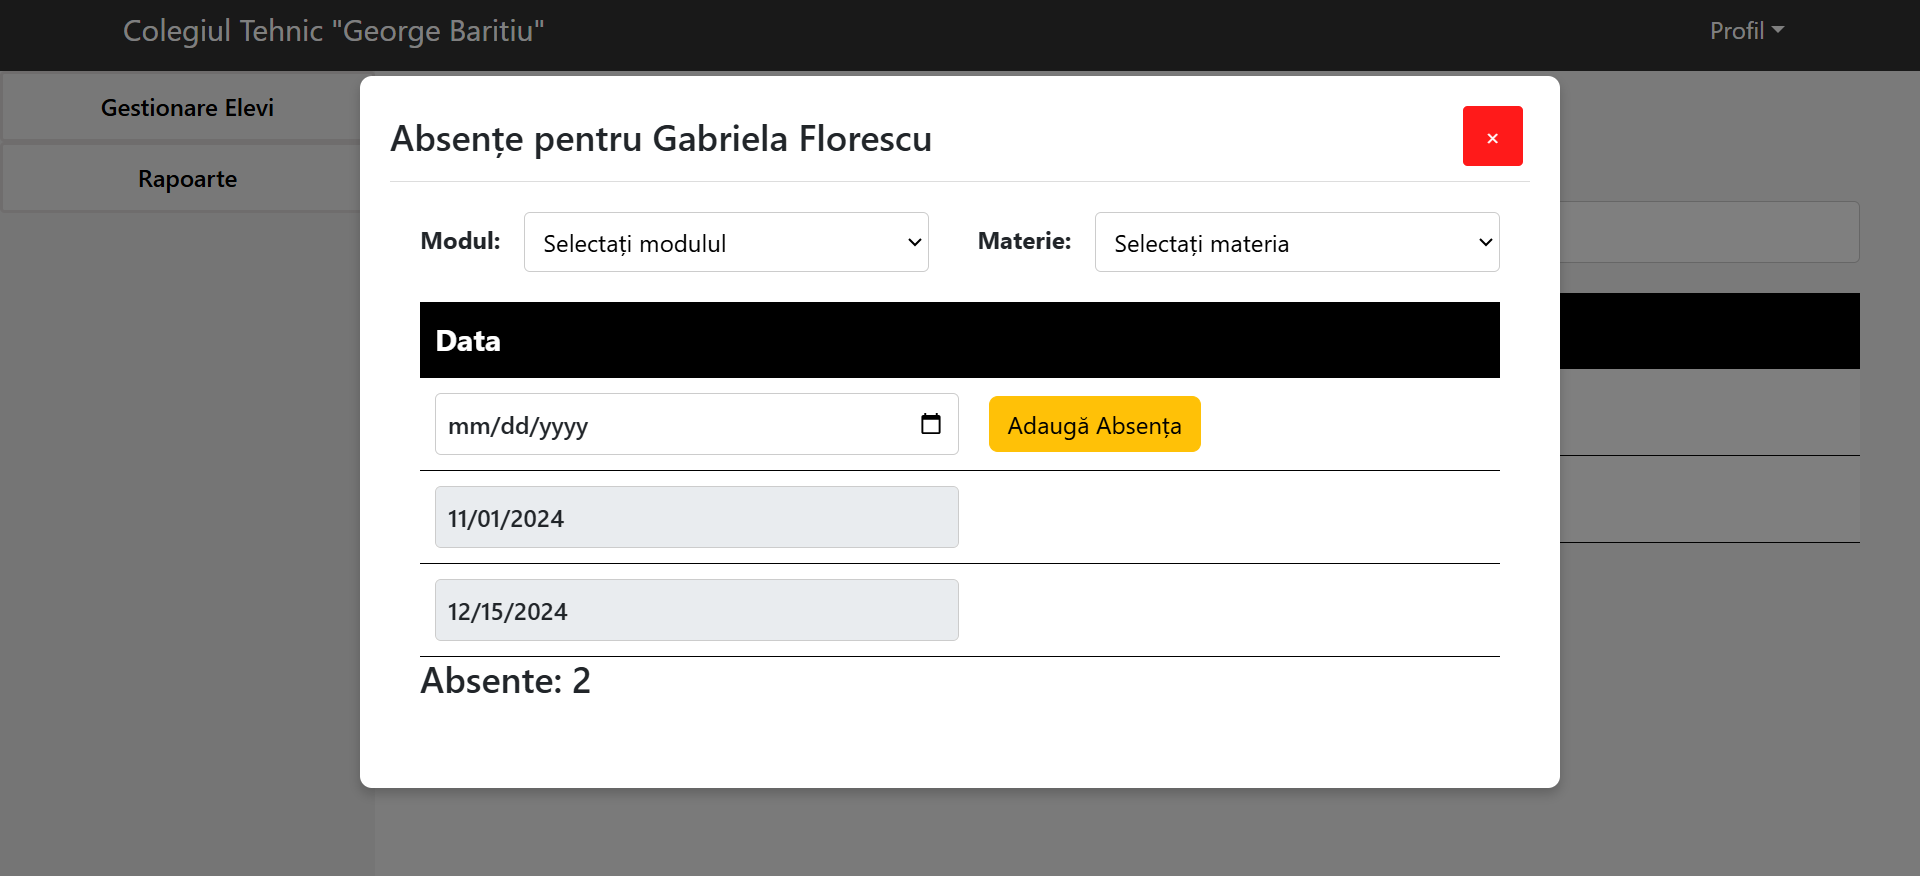 Colegiul Tehnic "George Baritiu"
Profil
Gestionare Elevi
Rapoarte
Absențe pentru Gabriela Florescu
×
Modul:
Selectați modulul
Materie:
Selectați materia
Data
mm/dd/yyyy
Adaugă Absența
11/01/2024
12/15/2024
Absente: 2